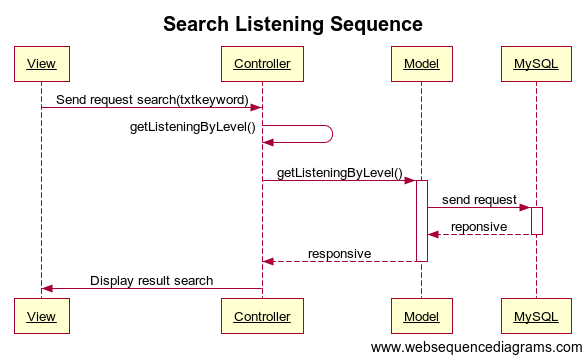 Search Listening Sequence
View Controller Model MySQL
Send request search(txtkeyword)
getListeningByLevel()
getListeningByLevel()
send request
reponsive
responsive
Display result search
View Controller Model MySQL
www.websequencediagrams.com